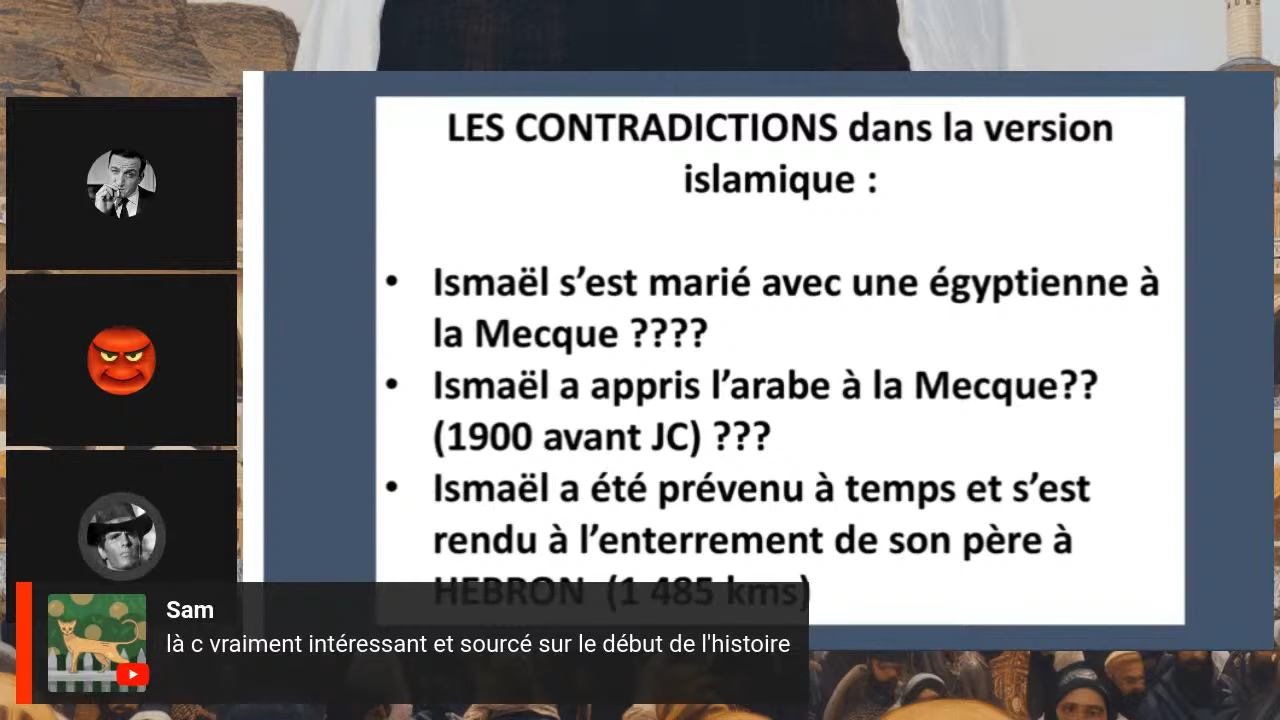 LES CONTRADICTIONS dans la version
islamique :
• Ismaël s’est marié avec une égyptienne à
la Mecque ????
• Ismaël a appris l’arabe à la Mecque??
(1900 avant JC) ???
• Ismaël a été prévenu à temps et s’est
rendu à l’enterrement de son père à
HEBRON (1 485 kms)
Sam
là c vraiment intéressant et sourcé sur le début de l'histoire